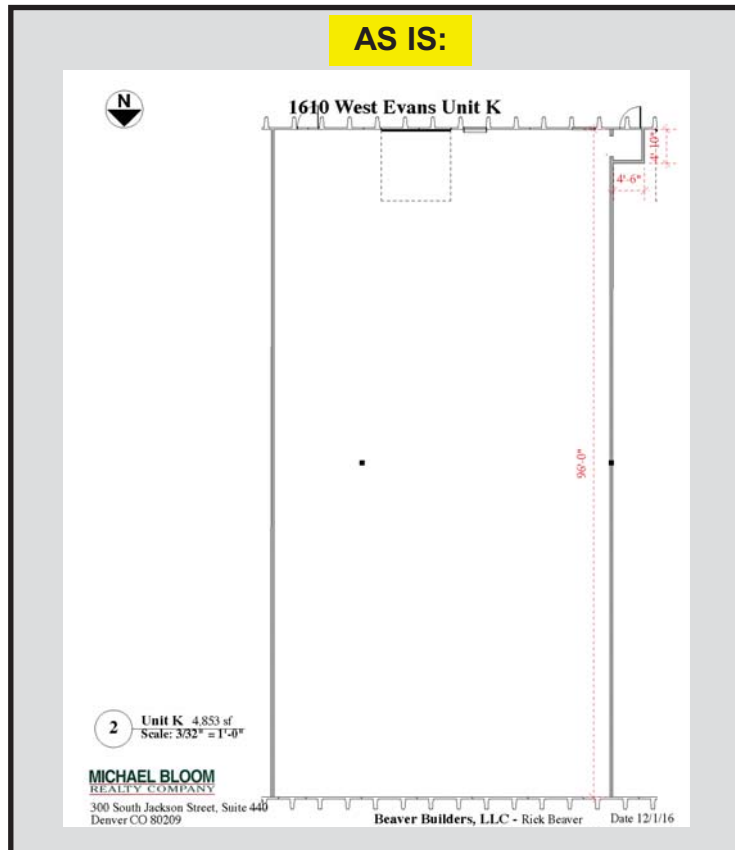 AS IS:
N
1610 West Evans Unit K
4'-10"
4'-6"
96'-0"
2
Unit K 4,853 sf
Scale: 3/32" = 1'-0"
MICHAEL BLOOM
REALTY COMPANY
300 South Jackson Street, Suite 440
Denver CO 80209
Beaver Builders, LLC - Rick Beaver
Date 12/1/16